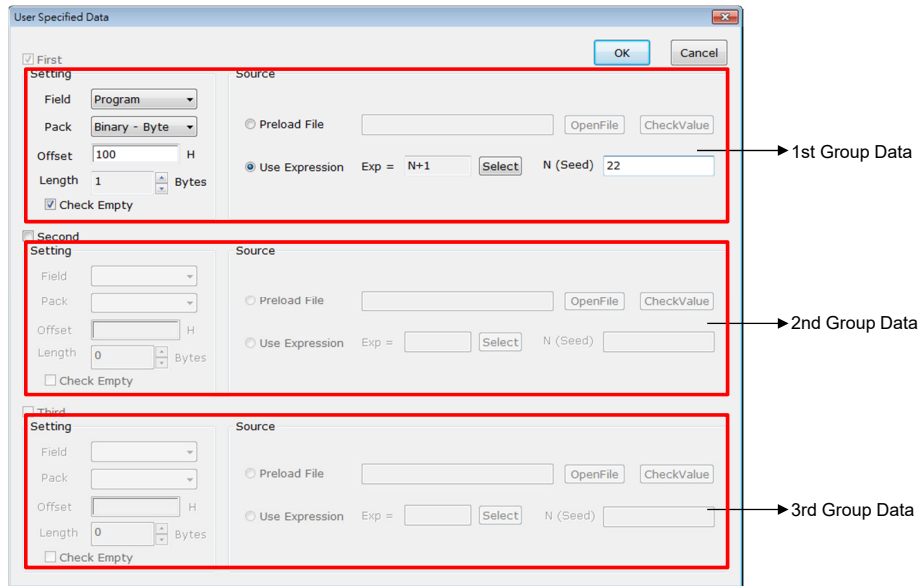 User Specified Data
First
OK Cancel
Setting Source
Field Program
Pack Binary - Byte
Preload File OpenFile CheckValue
Offset 100 H
Use Expression Exp = N+1 Select N (Seed) 22
Length 1 Bytes
Check Empty
1st Group Data
Second
Setting Source
Field
Pack
Preload File OpenFile CheckValue
Offset H
Use Expression Exp = Select N (Seed)
Length 0 Bytes
Check Empty
2nd Group Data
Third
Setting Source
Field
Pack
Preload File OpenFile CheckValue
Offset H
Use Expression Exp = Select N (Seed)
Length 0 Bytes
Check Empty
3rd Group Data